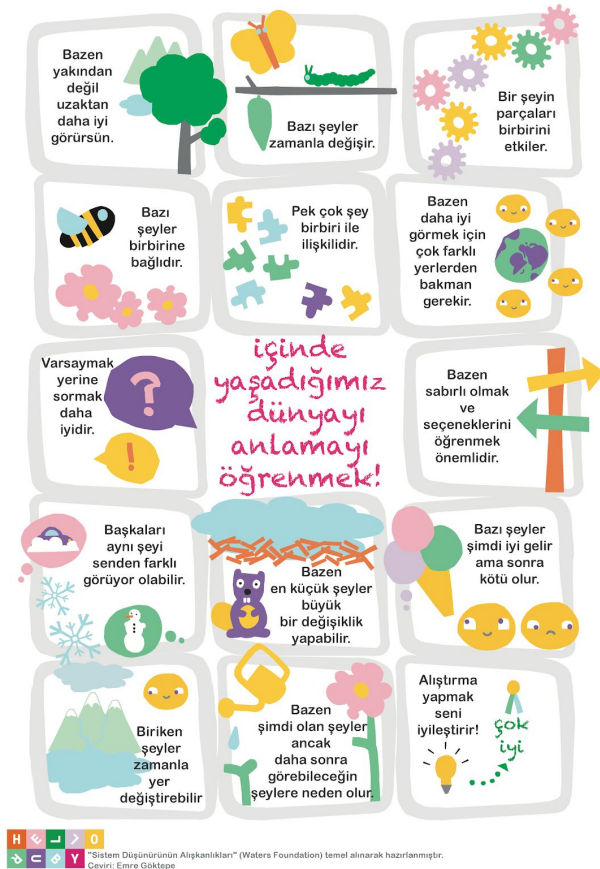 Bazen
yakından
değil
uzaktan
daha iyi
görürsün.
Bazı şeyler
zamanla değişir.
Bir şeyin
parçaları
birbirini
etkiler.
Bazı
şeyler
birbirine
bağlıdır.
Pek çok şey
birbiri ile
ilişkilidir.
Bazen
daha iyi
görmek için
çok farklı
yerlerden
bakman
gerekir.
Varsaymak
yerine
sormak
daha
iyidir.
?
!
içinde
yaşadığımız
dünyayı
anlamayı
öğrenmek!
Bazen
sabırlı olmak
ve
seçeneklerini
öğrenmek
önemlidir.
Başkaları
aynı şeyi
senden farklı
görüyor olabilir.
Bazen
en küçük şeyler
büyük
bir değişiklik
yapabilir.
Bazı şeyler
şimdi iyi gelir
ama sonra
kötü olur.
Biriken
şeyler
zamanla
yer
değiştirebilir
Bazen
şimdi olan şeyler
ancak
daha sonra
görebileceğin
şeylere neden olur.
Alıştırma
yapmak
seni
iyileştirir!
çok
iyi
HELLO
RUBY
"Sistem Düşünürünün Alışkanlıkları" (Waters Foundation) temel alınarak hazırlanmıştır.
Çeviri: Emre Göktepe